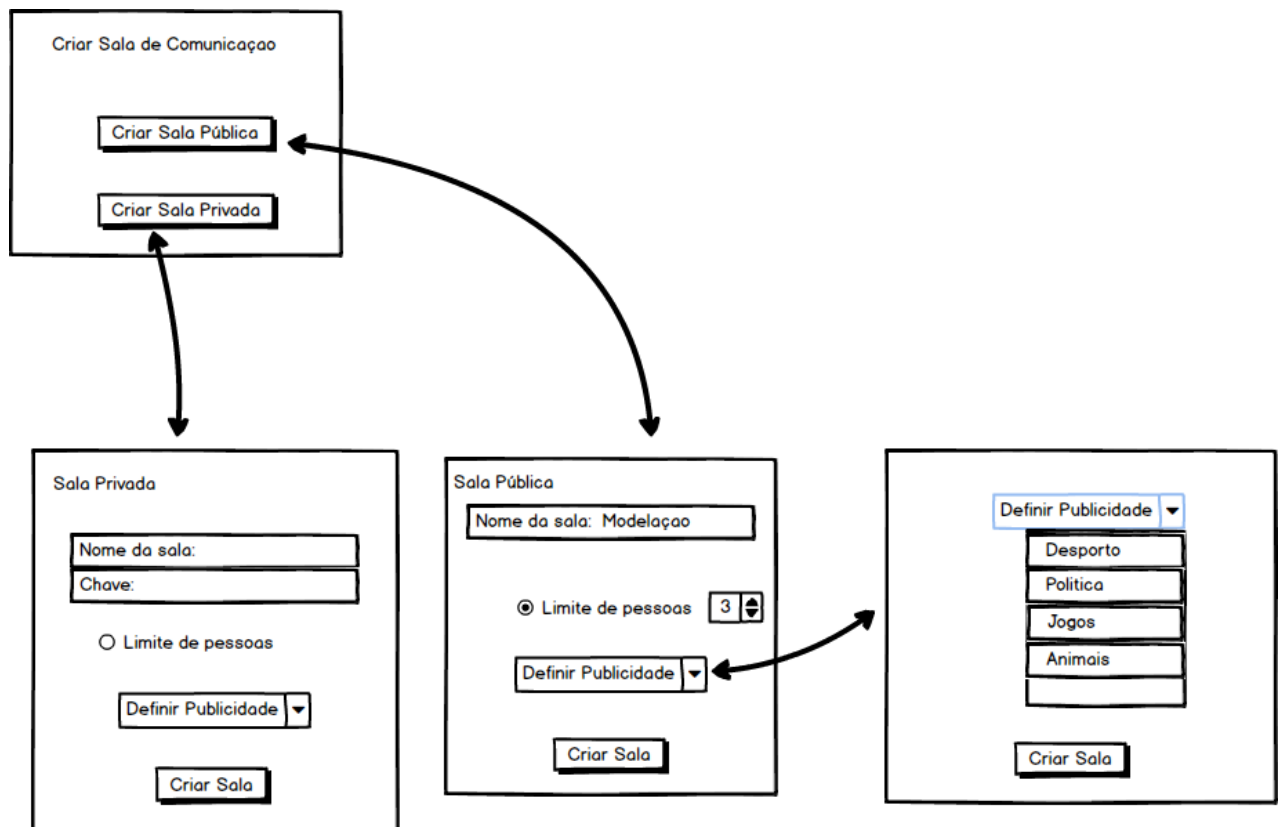 Criar Sala de Comunicaçao
Criar Sala Pública
Criar Sala Privada
Sala Privada
Nome da sala:
Chave:
Limite de pessoas
Definir Publicidade
Criar Sala
Sala Pública
Nome da sala: Modelaçao
Limite de pessoas 3
Definir Publicidade
Criar Sala
Definir Publicidade
Desporto
Politica
Jogos
Animais
Criar Sala